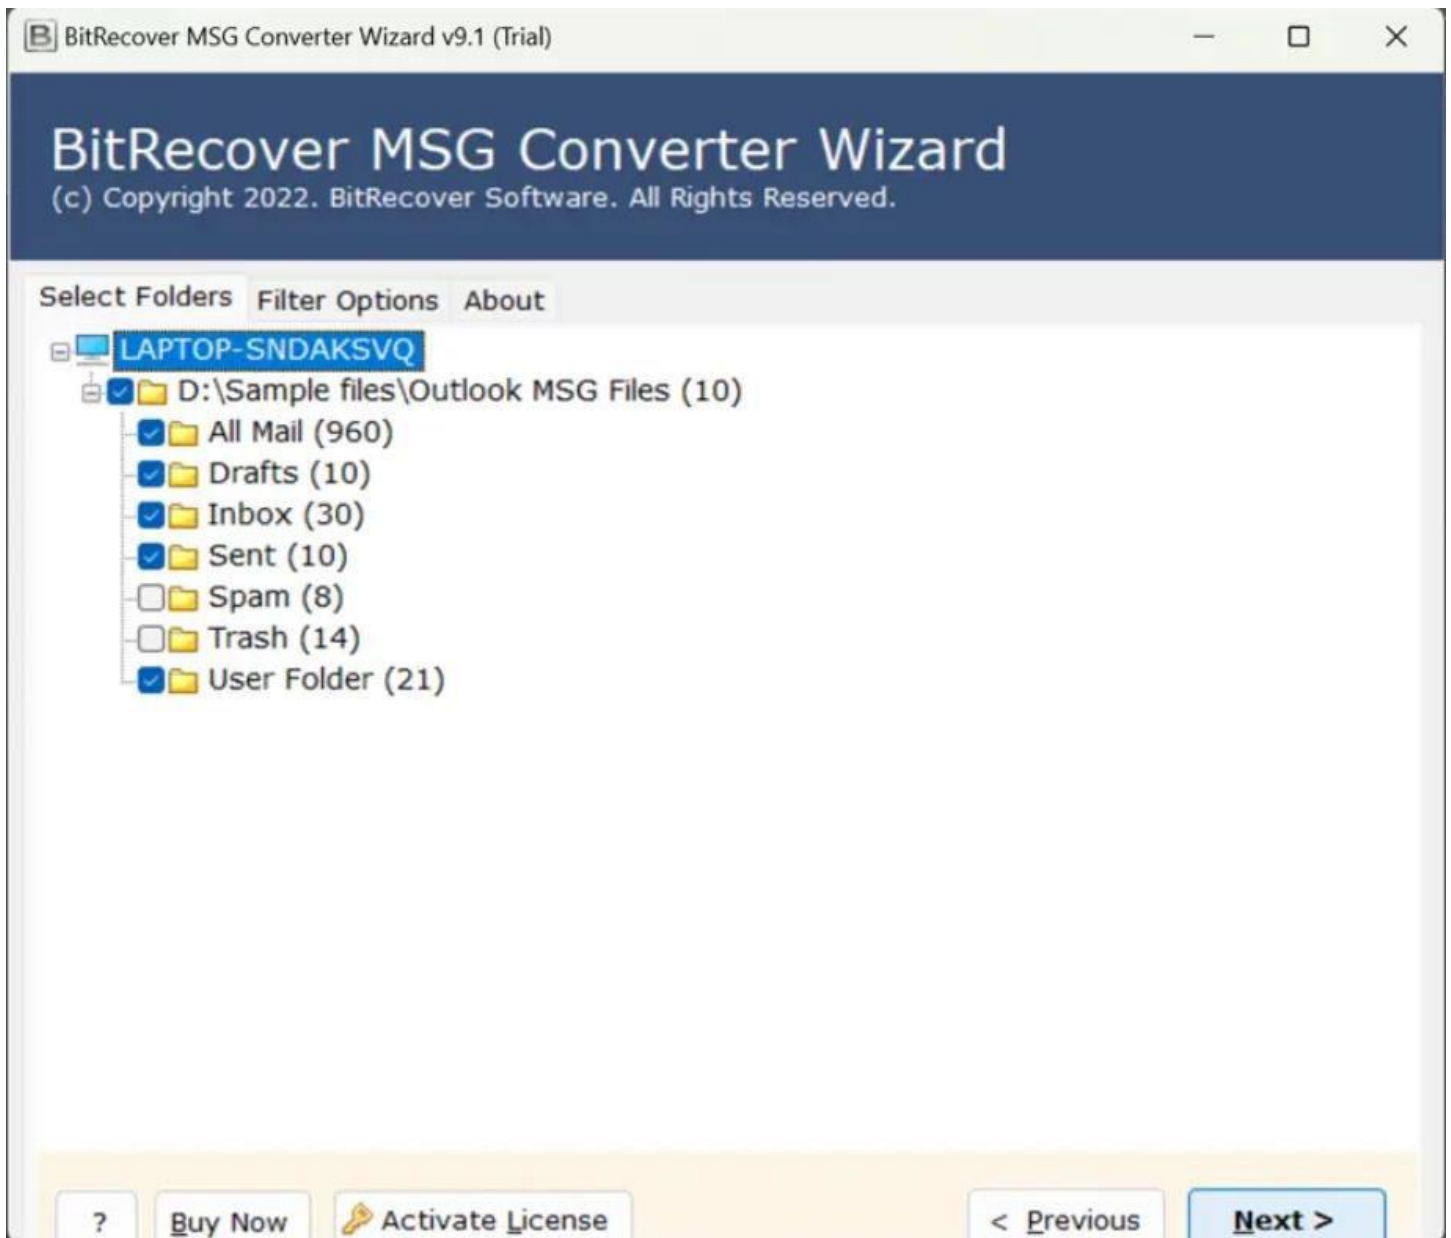 BitRecover MSG Converter Wizard v9.1 (Trial)
BitRecover MSG Converter Wizard
(c) Copyright 2022. BitRecover Software. All Rights Reserved.
Select Folders Filter Options About
LAPTOP-SNDAKSVQ
D:\Sample files\Outlook MSG Files (10)
All Mail (960)
Drafts (10)
Inbox (30)
Sent (10)
Spam (8)
Trash (14)
User Folder (21)
? Buy Now Activate License < Previous Next >